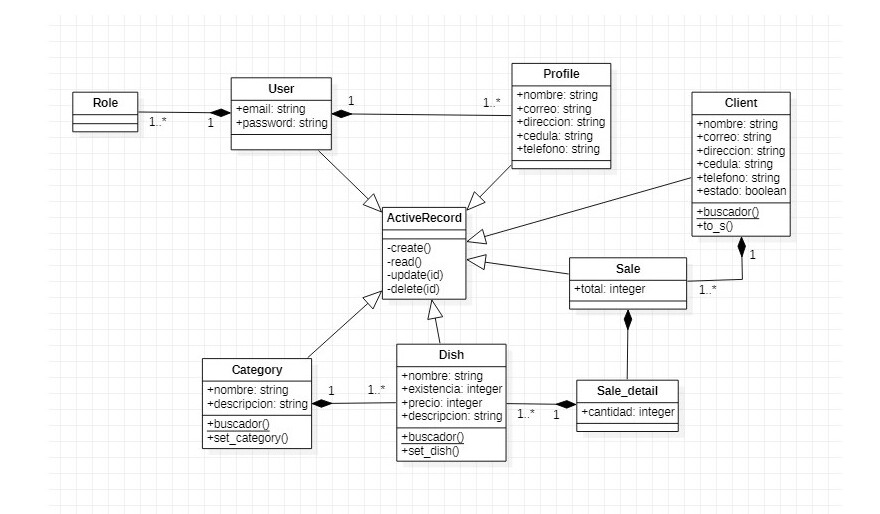 Role
1..*
1
User
+email: string
+password: string
1
1..*
Profile
+nombre: string
+correo: string
+direccion: string
+cedula: string
+telefono: string
Client
+nombre: string
+correo: string
+direccion: string
+cedula: string
+telefono: string
+estado: boolean
+buscador()
+to_s()
1
1..*
ActiveRecord
-create()
-read()
-update(id)
-delete(id)
Sale
+total: integer
Category
+nombre: string
+descripcion: string
+buscador()
+set_category()
1
1..*
Dish
+nombre: string
+existencia: integer
+precio: integer
+descripcion: string
+buscador()
+set_dish()
1..*
1
Sale_detail
+cantidad: integer